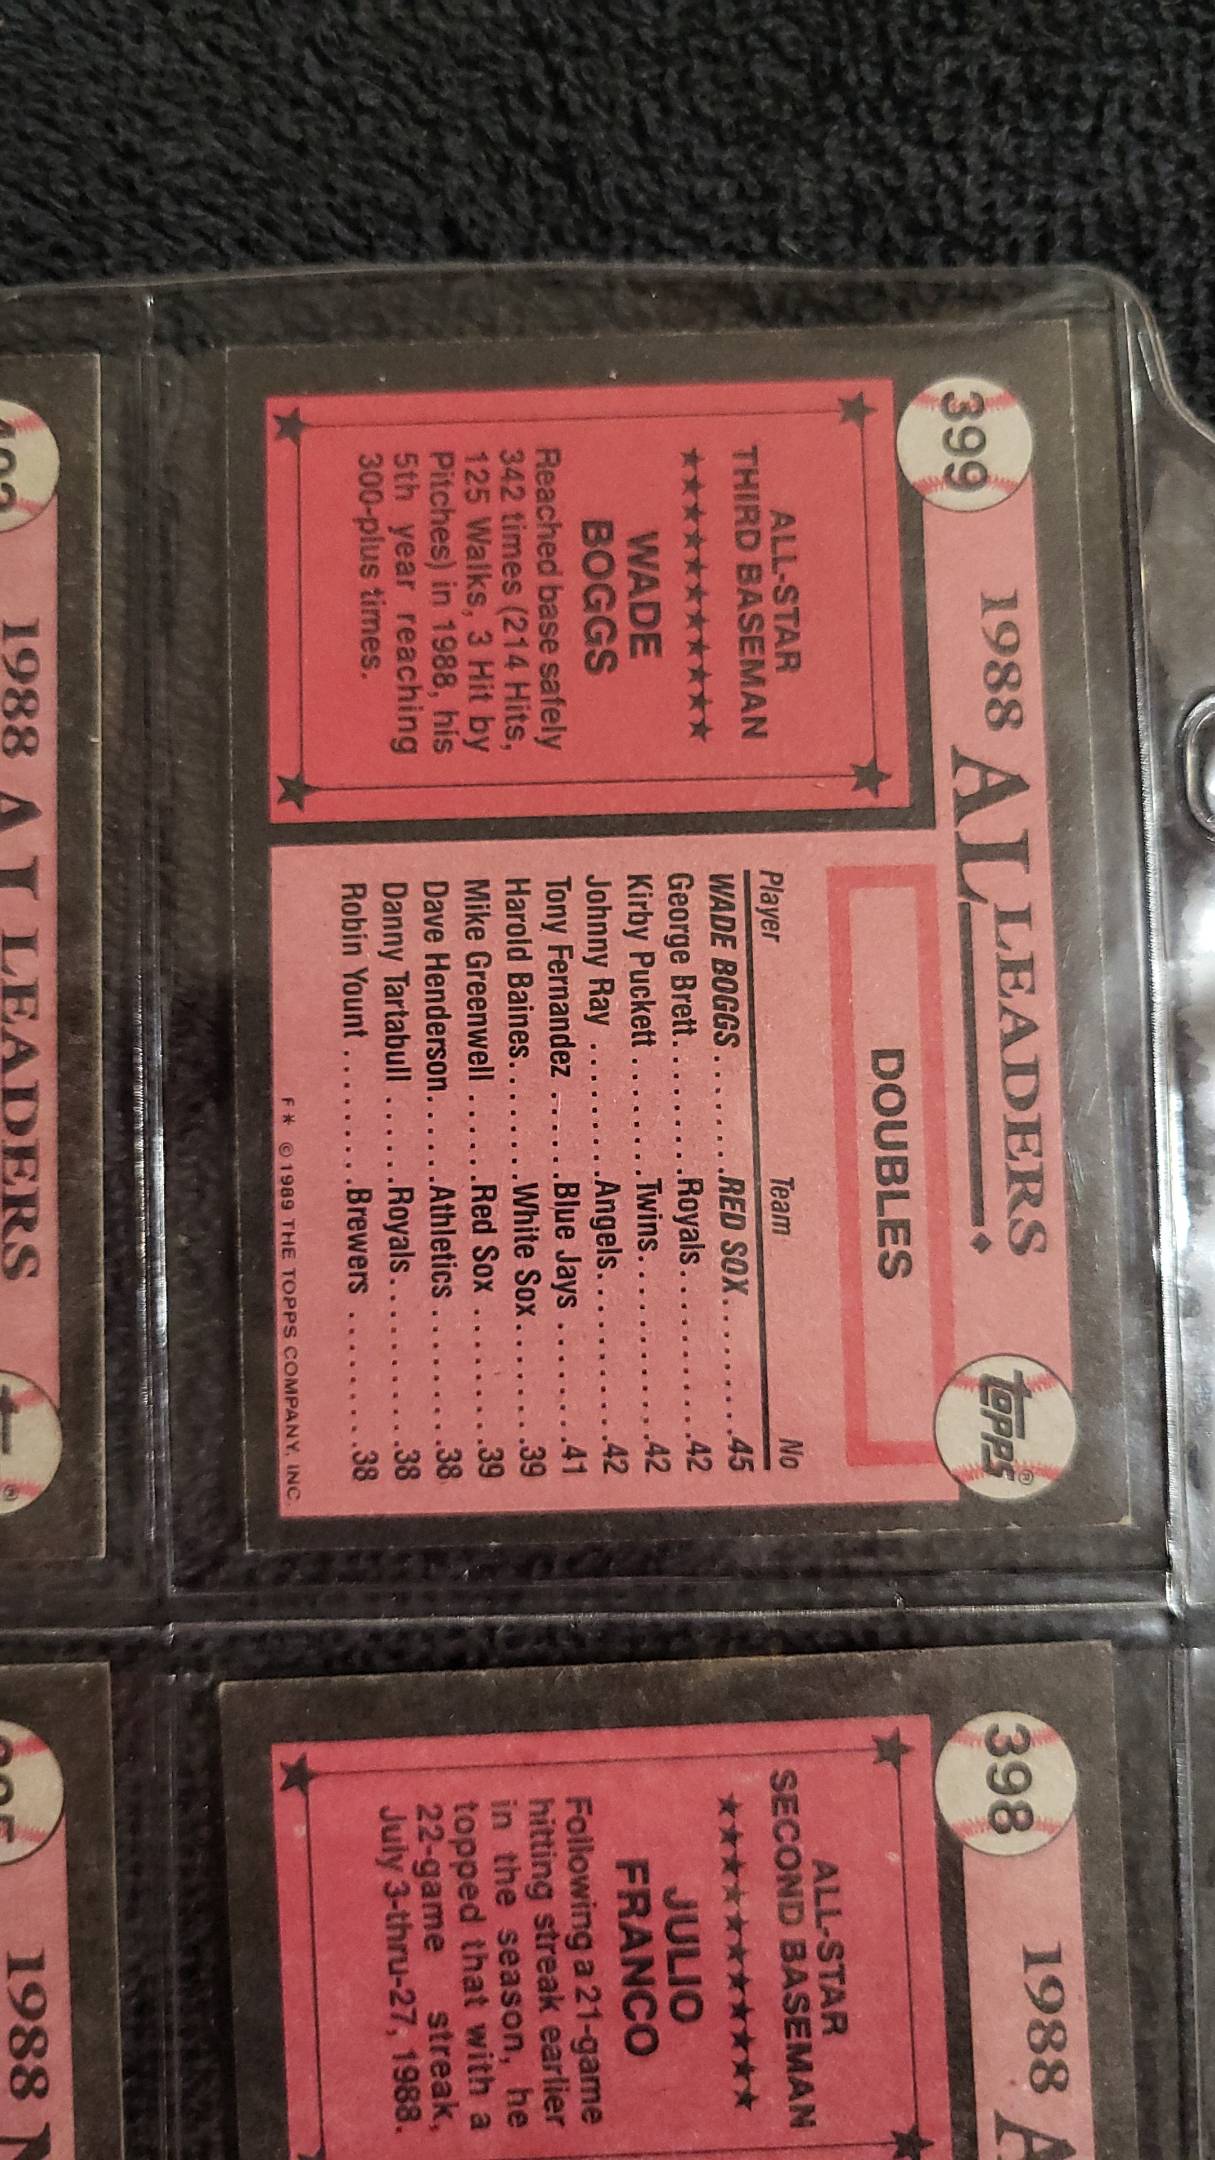 399
1988 AL LEADERS
TOPPS®
ALL-STAR
THIRD BASEMAN
WADE
BOGGS
Reached base safely
342 times (214 Hits,
125 Walks, 3 Hit by
Pitches) in 1988, his
5th year reaching
300-plus times.
DOUBLES
Player Team No
WADE BOGGS ........RED SOX........45
George Brett..........Royals..........42
Kirby Puckett ........Twins............42
Johnny Ray ..........Angels..........42
Tony Fernandez ......Blue Jays ........41
Harold Baines........White Sox........39
Mike Greenwell ......Red Sox ........39
Dave Henderson......Athletics ........38
Danny Tartabull ......Royals..........38
Robin Yount ..........Brewers ........38
F* ©1989 THE TOPPS COMPANY, INC.
398
1988 A
ALL-STAR
SECOND BASEMAN
JULIO
FRANCO
Following a 21-game
hitting streak earlier
in the season, he
topped that with a
22-game streak,
July 3-thru-27, 1988.
1988 AL LEADERS
®
1988 N